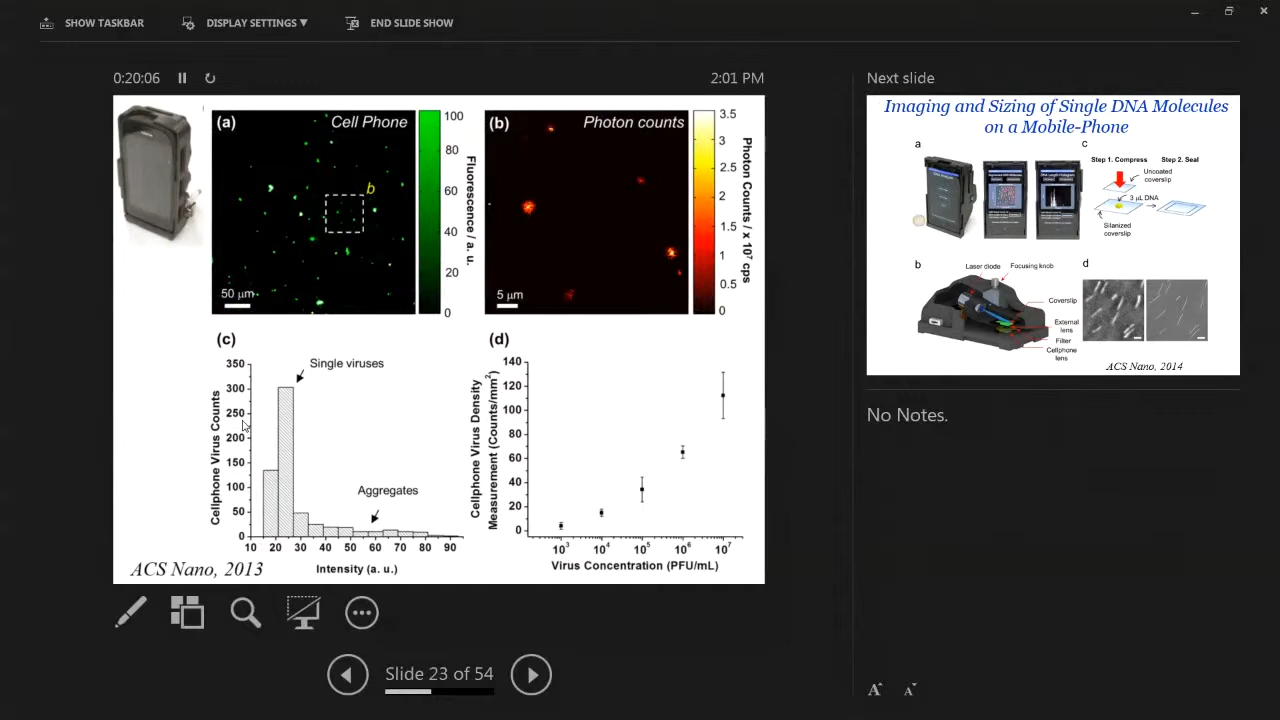 SHOW TASKBAR
DISPLAY SETTINGS ▼
END SLIDE SHOW
0:20:06
2:01 PM
Next slide
(a)
Cell Phone
b
50 μm
100
80
60
40
20
0
Fluorescence / a. u.
(b)
Photon counts
5 μm
3.5
3
2.5
2
1.5
1
0.5
0
Photon Counts / x 10⁷ cps
(c)
Single viruses
Aggregates
Cellphone Virus Counts
350
300
250
200
150
100
50
0
10 20 30 40 50 60 70 80 90
Intensity (a. u.)
ACS Nano, 2013
(d)
Cellphone Virus Density
Measurement (Counts/mm²)
140
120
100
80
60
40
20
0
10³ 10⁴ 10⁵ 10⁶ 10⁷
Virus Concentration (PFU/mL)
Imaging and Sizing of Single DNA Molecules
on a Mobile-Phone
a
c
Step 1. Compress
Step 2. Seal
Uncoated
coverslip
3 μL DNA
Silanized
coverslip
b
Laser diode
Focusing knob
Coverslip
External
lens
Filter
Cellphone
lens
d
ACS Nano, 2014
No Notes.
Slide 23 of 54
A
A